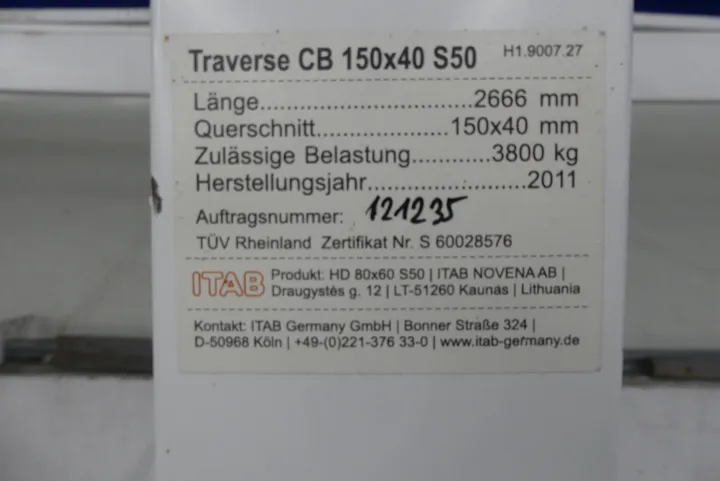 Traverse CB 150x40 S50 H1.9007.27
Länge................................2666 mm
Querschnitt....................150x40 mm
Zulässige Belastung............3800 kg
Herstellungsjahr........................2011
Auftragsnummer: 121235
TÜV Rheinland Zertifikat Nr. S 60028576
ITAB Produkt: HD 80x60 S50 | ITAB NOVENA AB |
Draugystės g. 12 | LT-51260 Kaunas | Lithuania
Kontakt: ITAB Germany GmbH | Bonner Straße 324 |
D-50968 Köln | +49-(0)221-376 33-0 | www.itab-germany.de